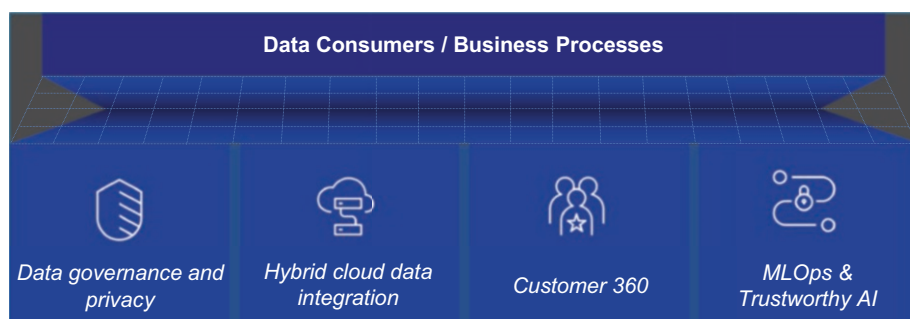 Data Consumers / Business Processes
Data governance and
privacy
Hybrid cloud data
integration
Customer 360
MLOps &
Trustworthy AI